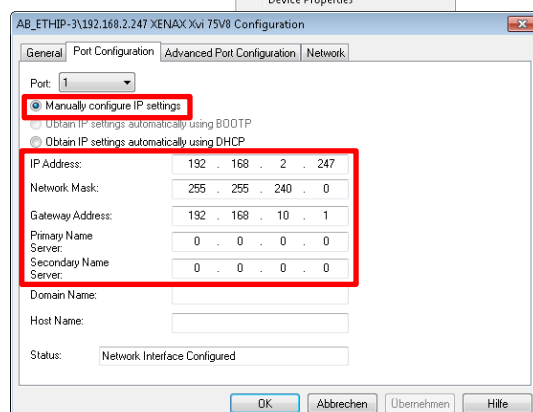 Device Properties
AB_ETHIP-3\192.168.2.247 XENAX Xvi 75V8 Configuration
General Port Configuration Advanced Port Configuration Network
Port: 1
Manually configure IP settings
Obtain IP settings automatically using BOOTP
Obtain IP settings automatically using DHCP
IP Address: 192 . 168 . 2 . 247
Network Mask: 255 . 255 . 240 . 0
Gateway Address: 192 . 168 . 10 . 1
Primary Name
Server: 0 . 0 . 0 . 0
Secondary Name
Server: 0 . 0 . 0 . 0
Domain Name:
Host Name:
Status: Network Interface Configured
OK Abbrechen Übernehmen Hilfe